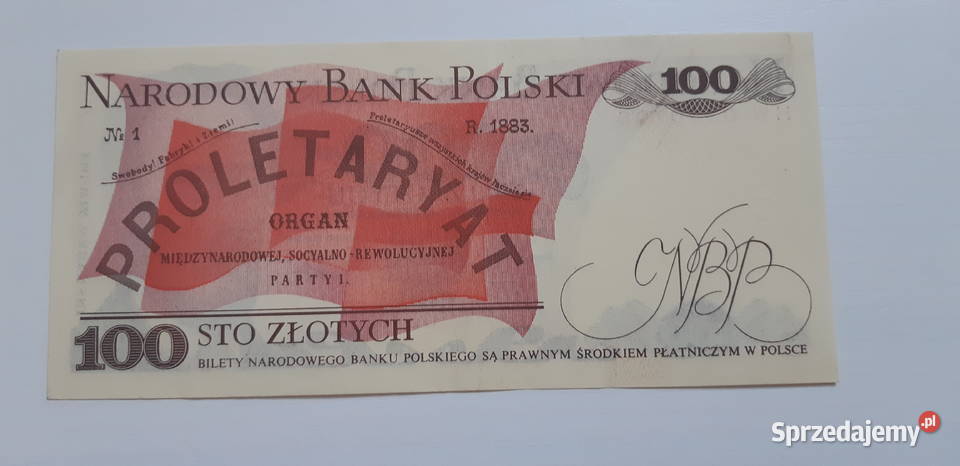 NARODOWY BANK POLSKI
100
№ 1
R. 1883.
Swobody! Fabryk! i Ziemi!
Proletaryusze wszystkich krajów łączcie się
PROLETARYAT
ORGAN
MIĘDZYNARODOWEJ, SOCYALNO-REWOLUCYJNEJ
PARTYI.
NBP
100 STO ZŁOTYCH
BILETY NARODOWEGO BANKU POLSKIEGO SĄ PRAWNYM ŚRODKIEM PŁATNICZYM W POLSCE
Sprzedajemy.pl